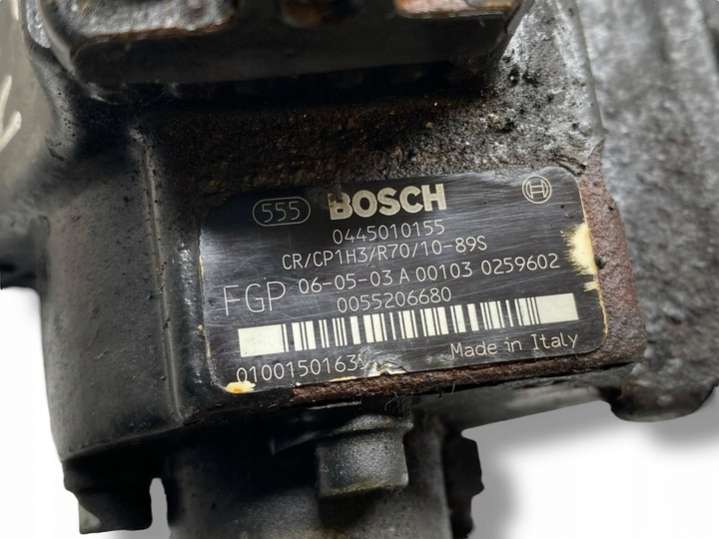 555 BOSCH
0445010155
CR/CP1H3/R70/10-89S
FGP 06-05-03 A 00103 0259602
0055206680
Made in Italy